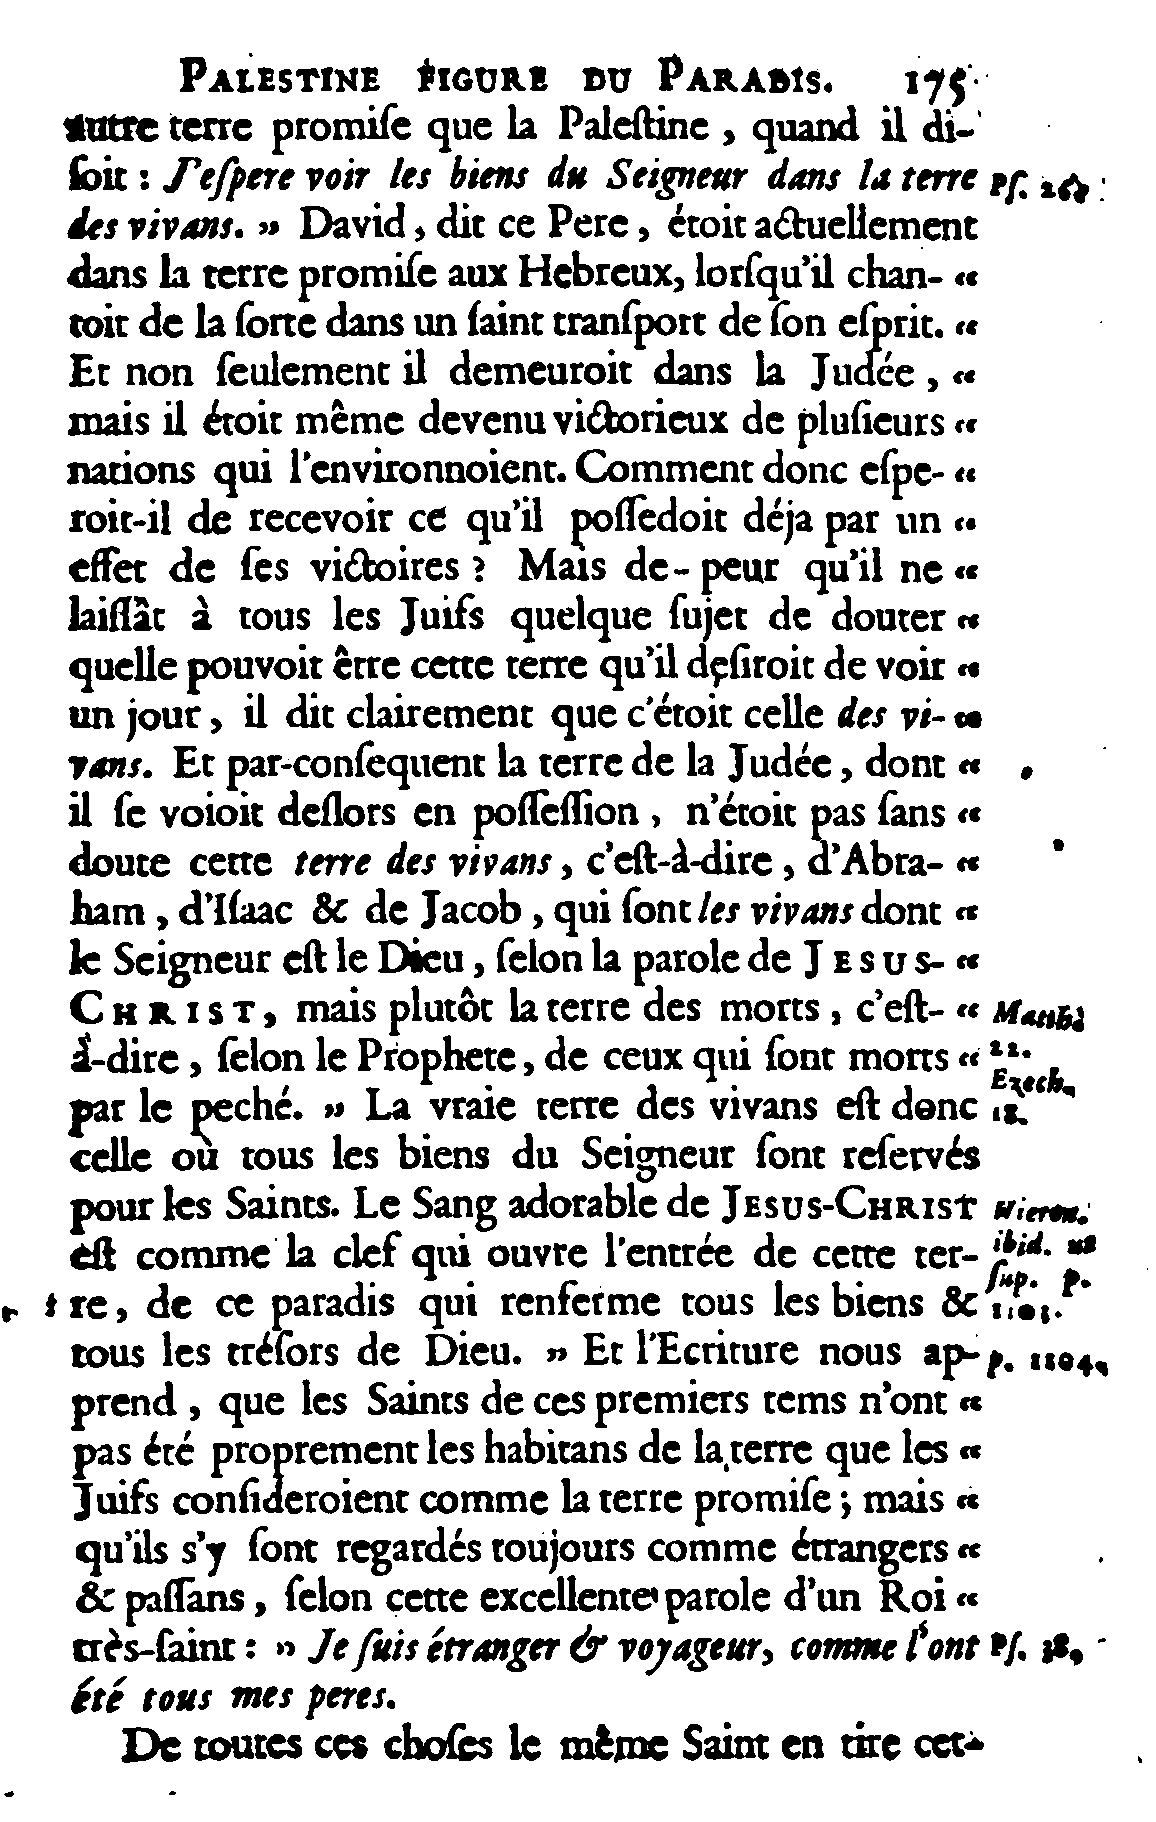 PALESTINE FIGURE DU PARADIS. 175
autre terre promiſe que la Paleſtine, quand il di-
ſoit : J'eſpere voir les biens du Seigneur dans la terre Pſ.
des vivans. » David, dit ce Pere, étoit actuellement
dans la terre promiſe aux Hebreux, lorſqu'il chan- «
toit de la ſorte dans un ſaint tranſport de ſon eſprit. «
Et non ſeulement il demeuroit dans la Judée, «
mais il étoit même devenu victorieux de pluſieurs «
nations qui l'environnoient. Comment donc eſpe- «
roit-il de recevoir ce qu'il poſſedoit déja par un «
effet de ſes victoires ? Mais de-peur qu'il ne «
laiſſât à tous les Juifs quelque ſujet de douter «
quelle pouvoit être cette terre qu'il deſiroit de voir «
un jour, il dit clairement que c'étoit celle des vi- «
vans. Et par-conſequent la terre de la Judée, dont «
il ſe voioit deſlors en poſſeſſion, n'étoit pas ſans «
doute cette terre des vivans, c'eſt-à-dire, d'Abra- «
ham, d'Iſaac & de Jacob, qui ſont les vivans dont «
le Seigneur eſt le Dieu, ſelon la parole de JESUS- «
CHRIST, mais plutôt la terre des morts, c'eſt- « Matth.
à-dire, ſelon le Prophete, de ceux qui ſont morts « 22.
Ezech.
par le peché. » La vraie terre des vivans eſt donc 18.
celle où tous les biens du Seigneur ſont reſervés
pour les Saints. Le Sang adorable de JESUS-CHRIST Hieron.
eſt comme la clef qui ouvre l'entrée de cette ter- ibid. ut
ſup. p.
re, de ce paradis qui renferme tous les biens & 1103.
tous les tréſors de Dieu. » Et l'Ecriture nous ap- p. 1104.
prend, que les Saints de ces premiers tems n'ont «
pas été proprement les habitans de la terre que les «
Juifs conſideroient comme la terre promiſe ; mais «
qu'ils s'y ſont regardés toujours comme étrangers «
& paſſans, ſelon cette excellente parole d'un Roi «
très-ſaint : » Je ſuis étranger & voyageur, comme l'ont Pſ. 38.
été tous mes peres.
De toutes ces choſes le même Saint en tire cet-